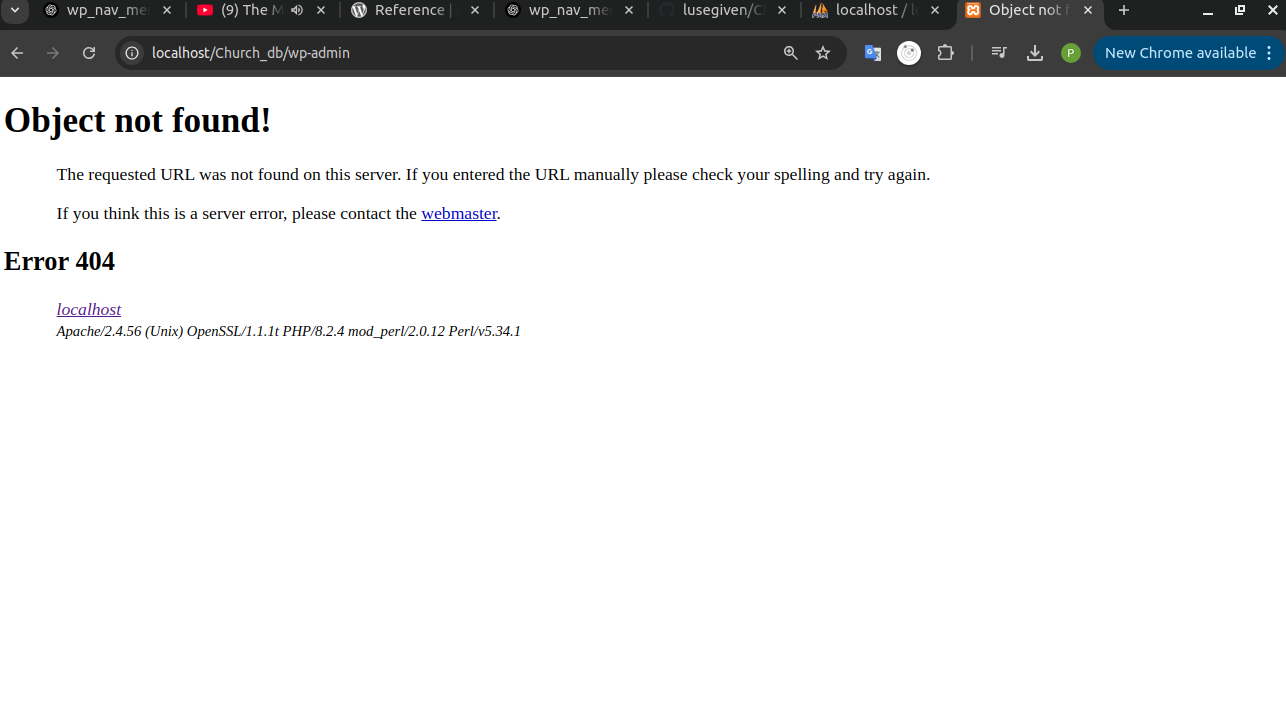 wp_nav_me
(9) The M
Reference |
wp_nav_me
lusegiven/C
localhost / l
Object not f
localhost/Church_db/wp-admin
P
New Chrome available
Object not found!
The requested URL was not found on this server. If you entered the URL manually please check your spelling and try again.
If you think this is a server error, please contact the webmaster.
Error 404
localhost
Apache/2.4.56 (Unix) OpenSSL/1.1.1t PHP/8.2.4 mod_perl/2.0.12 Perl/v5.34.1